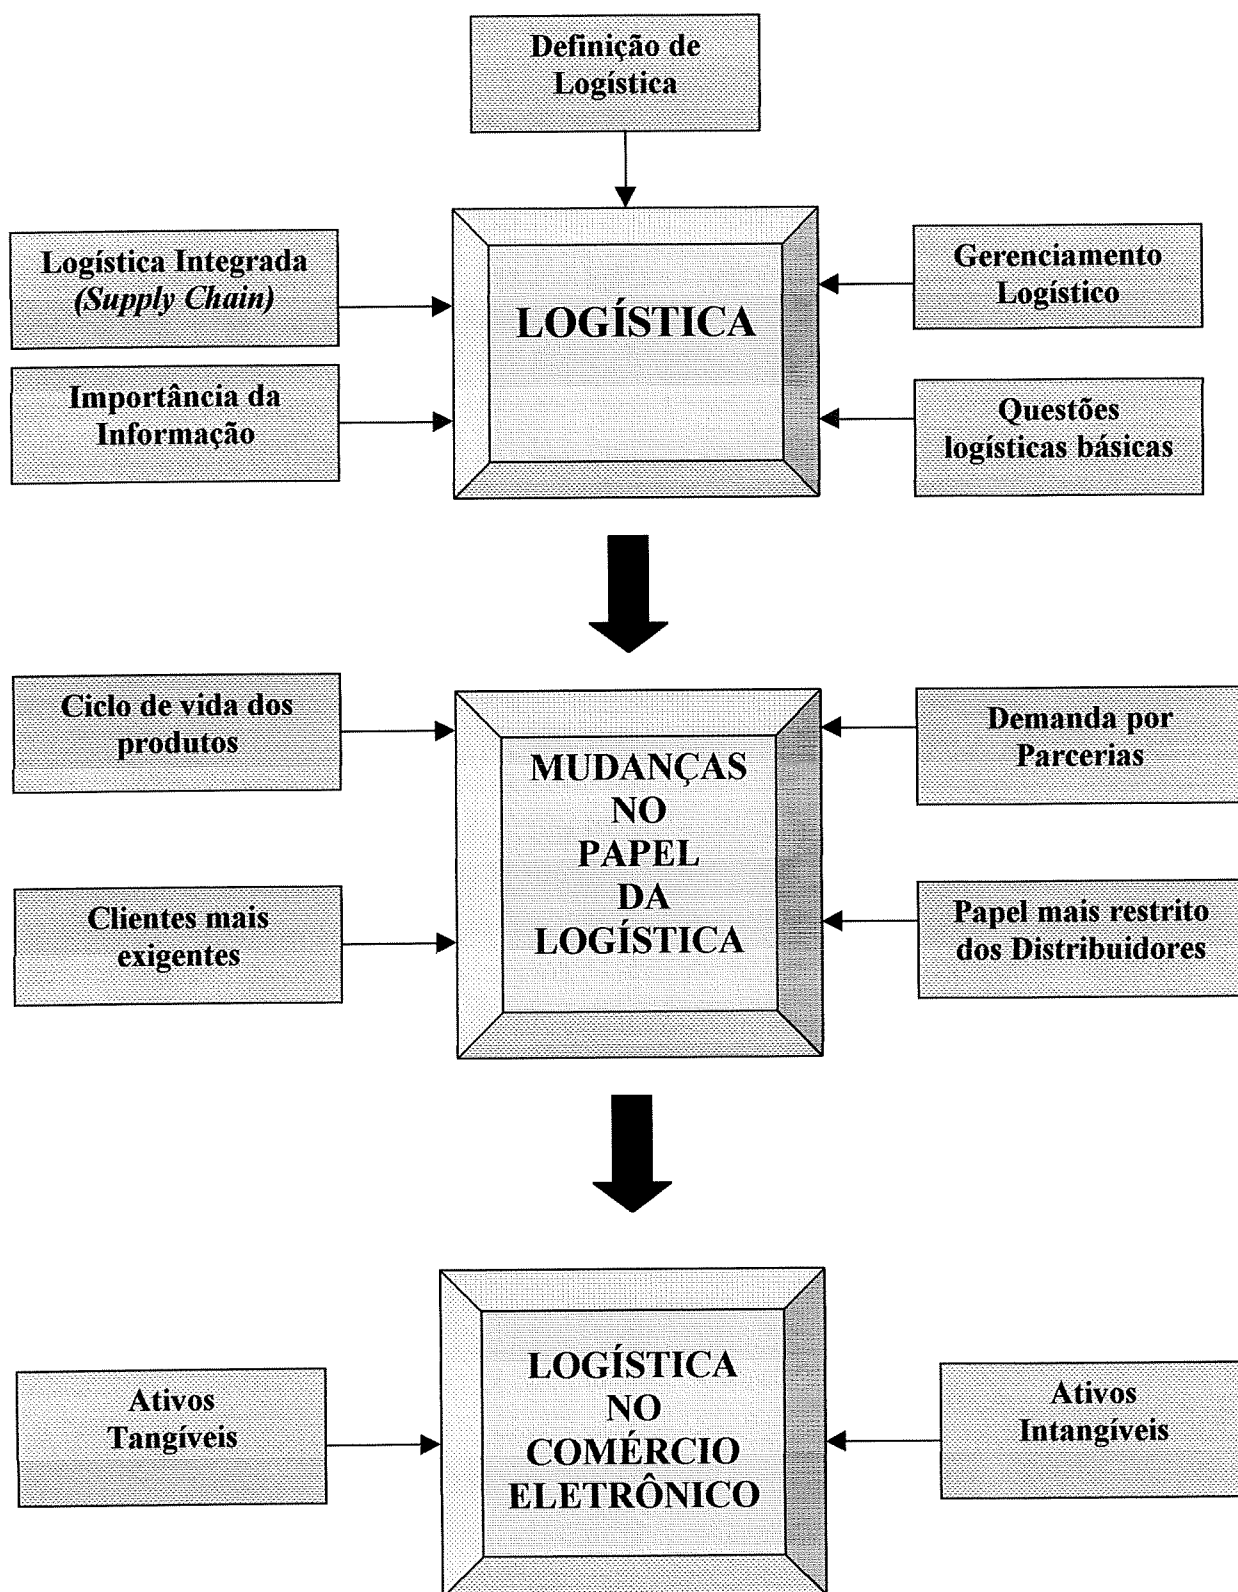 Definição de
Logística
Logística Integrada
(Supply Chain)
Gerenciamento
Logístico
LOGÍSTICA
Importância da
Informação
Questões
logísticas básicas
Ciclo de vida dos
produtos
Demanda por
Parcerias
MUDANÇAS
NO
PAPEL
DA
LOGÍSTICA
Clientes mais
exigentes
Papel mais restrito
dos Distribuidores
Ativos
Tangíveis
LOGÍSTICA
NO
COMÉRCIO
ELETRÔNICO
Ativos
Intangíveis